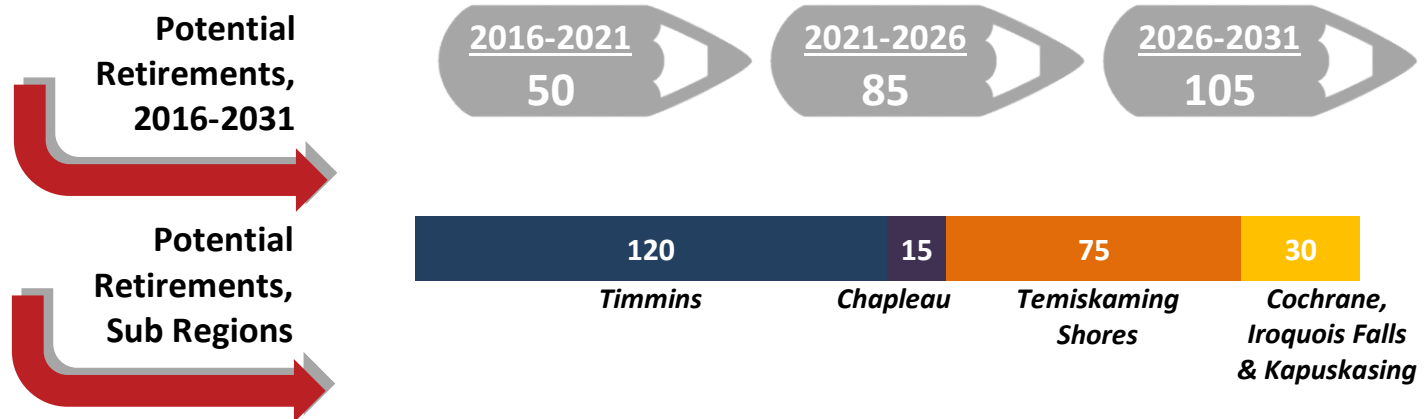 Potential
Retirements,
2016-2031
2016-2021
50
2021-2026
85
2026-2031
105
Potential
Retirements,
Sub Regions
120
15
75
30
Timmins
Chapleau
Temiskaming
Shores
Cochrane,
Iroquois Falls
& Kapuskasing